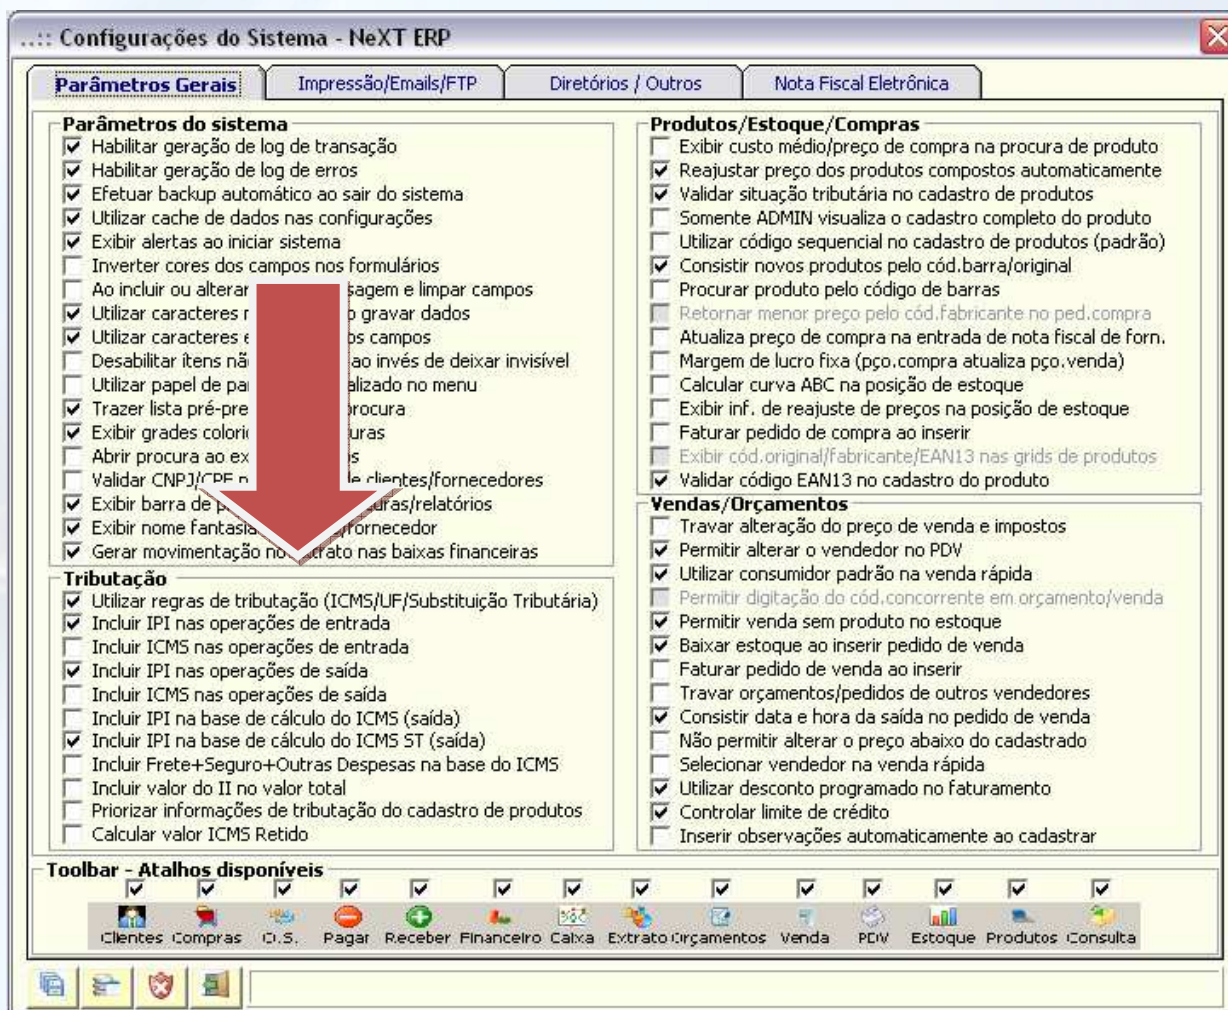 ..:: Configurações do Sistema - NeXT ERP
Parâmetros Gerais
Impressão/Emails/FTP
Diretórios / Outros
Nota Fiscal Eletrônica
Parâmetros do sistema
Habilitar geração de log de transação
Habilitar geração de log de erros
Efetuar backup automático ao sair do sistema
Utilizar cache de dados nas configurações
Exibir alertas ao iniciar sistema
Inverter cores dos campos nos formulários
Ao incluir ou alterar sagem e limpar campos
Utilizar caracteres gravar dados
Utilizar caracteres campos
Desabilitar ítens ao invés de deixar invisível
Utilizar papel de alizado no menu
Trazer lista rocura
Exibir grades uras
Abrir procura ao
Validar CNPJ/CPF de clientes/fornecedores
Exibir barra de uras/relatórios
Exibir nome fantasia fornecedor
Gerar movimentação extrato nas baixas financeiras
Tributação
Utilizar regras de tributação (ICMS/UF/Substituição Tributária)
Incluir IPI nas operações de entrada
Incluir ICMS nas operações de entrada
Incluir IPI nas operações de saída
Incluir ICMS nas operações de saída
Incluir IPI na base de cálculo do ICMS (saída)
Incluir IPI na base de cálculo do ICMS ST (saída)
Incluir Frete+Seguro+Outras Despesas na base do ICMS
Incluir valor do II no valor total
Priorizar informações de tributação do cadastro de produtos
Calcular valor ICMS Retido
Produtos/Estoque/Compras
Exibir custo médio/preço de compra na procura de produto
Reajustar preço dos produtos compostos automaticamente
Validar situação tributária no cadastro de produtos
Somente ADMIN visualiza o cadastro completo do produto
Utilizar código sequencial no cadastro de produtos (padrão)
Consistir novos produtos pelo cód.barra/original
Procurar produto pelo código de barras
Retornar menor preço pelo cód.fabricante no ped.compra
Atualiza preço de compra na entrada de nota fiscal de forn.
Margem de lucro fixa (pço.compra atualiza pço.venda)
Calcular curva ABC na posição de estoque
Exibir inf. de reajuste de preços na posição de estoque
Faturar pedido de compra ao inserir
Exibir cód.original/fabricante/EAN13 nas grids de produtos
Validar código EAN13 no cadastro do produto
Vendas/Orçamentos
Travar alteração do preço de venda e impostos
Permitir alterar o vendedor no PDV
Utilizar consumidor padrão na venda rápida
Permitir digitação do cód.concorrente em orçamento/venda
Permitir venda sem produto no estoque
Baixar estoque ao inserir pedido de venda
Faturar pedido de venda ao inserir
Travar orçamentos/pedidos de outros vendedores
Consistir data e hora da saída no pedido de venda
Não permitir alterar o preço abaixo do cadastrado
Selecionar vendedor na venda rápida
Utilizar desconto programado no faturamento
Controlar limite de crédito
Inserir observações automaticamente ao cadastrar
Toolbar - Atalhos disponíveis
Clientes Compras O.S. Pagar Receber Financeiro Caixa Extrato Orçamentos Venda PDV Estoque Produtos Consulta